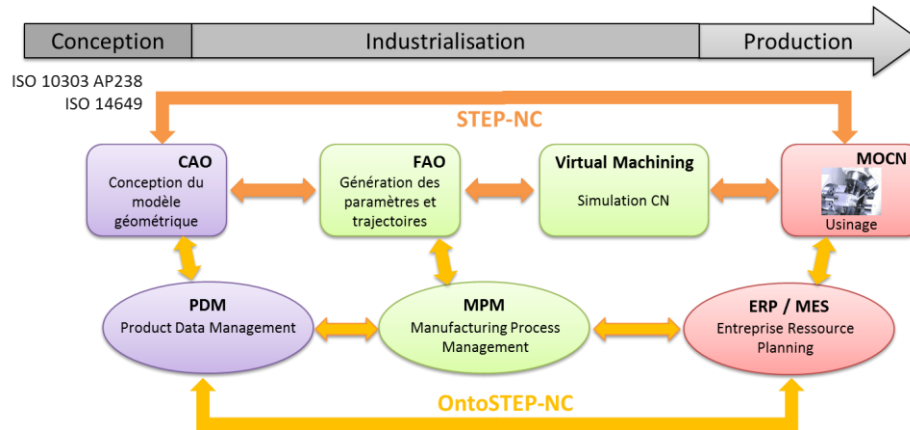 Conception
Industrialisation
Production
ISO 10303 AP238
ISO 14649
STEP-NC
CAO
Conception du
modèle
géométrique
FAO
Génération des
paramètres et
trajectoires
Virtual Machining
Simulation CN
MOCN
Usinage
PDM
Product Data Management
MPM
Manufacturing Process
Management
ERP / MES
Entreprise Ressource
Planning
OntoSTEP-NC